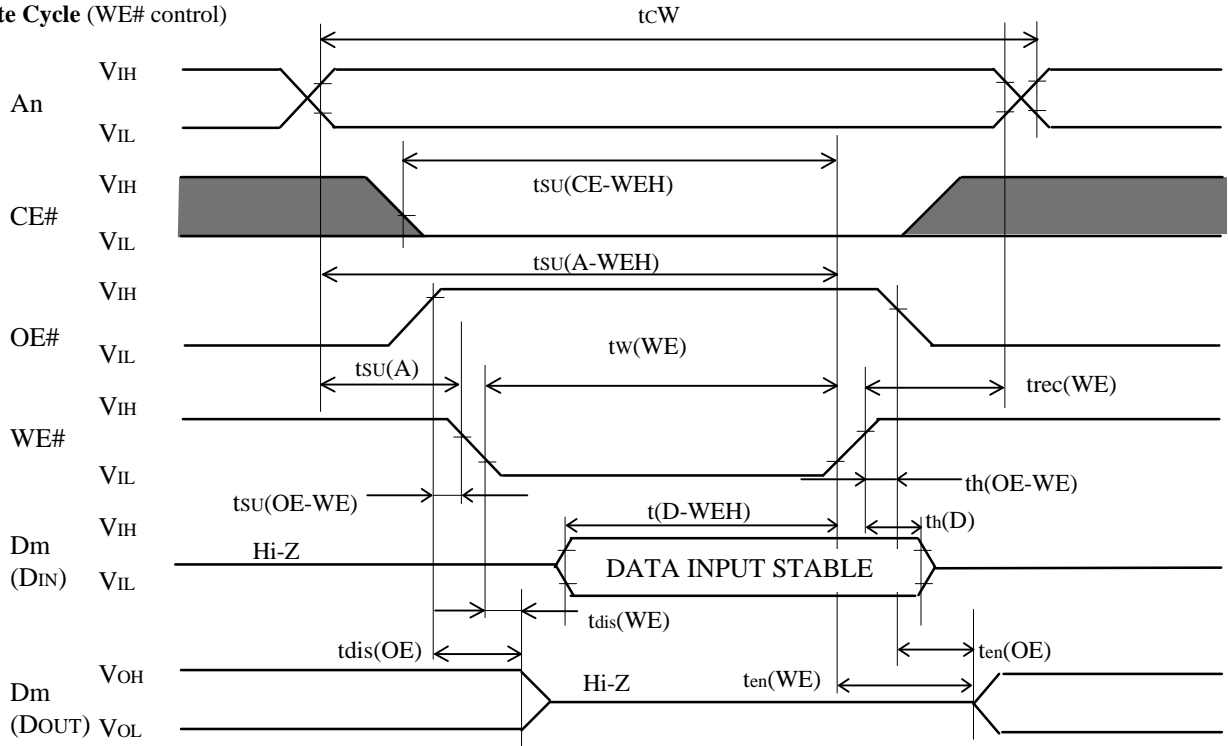 te Cycle (WE# control)
tcW
VIH
An
VIL
VIH
tSU(CE-WEH)
CE#
VIL
tSU(A-WEH)
VIH
OE#
VIL
tw(WE)
tSU(A)
trec(WE)
VIH
WE#
VIL
tSU(OE-WE)
th(OE-WE)
VIH
t(D-WEH)
th(D)
Dm
(DIN)
Hi-Z
VIL
DATA INPUT STABLE
tdis(WE)
tdis(OE)
ten(OE)
VOH
Hi-Z
ten(WE)
Dm
(DOUT)
VOL